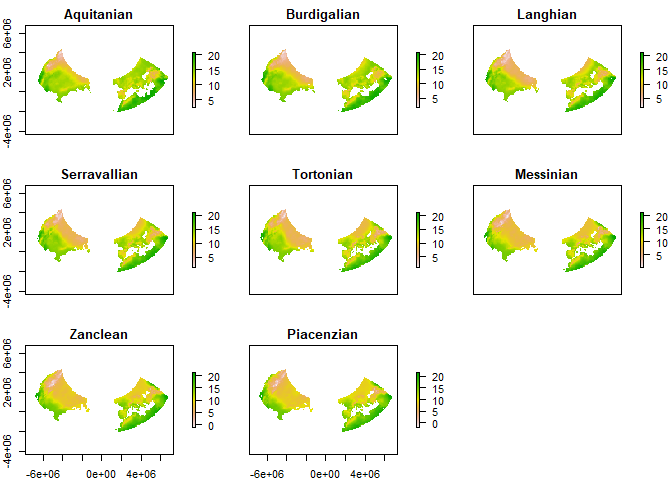 Aquitanian Burdigalian Langhian
6e+06 2e+06 -4e+06
20 15 10 5
20 15 10 5
20 15 10 5
Serravallian Tortonian Messinian
6e+06 2e+06 -4e+06
20 15 10 5
20 15 10 5
20 15 10 5
Zanclean Piacenzian
6e+06 2e+06 -4e+06
20 15 10 5 0
20 15 10 5 0
-6e+06 0e+00 4e+06 -6e+06 0e+00 4e+06